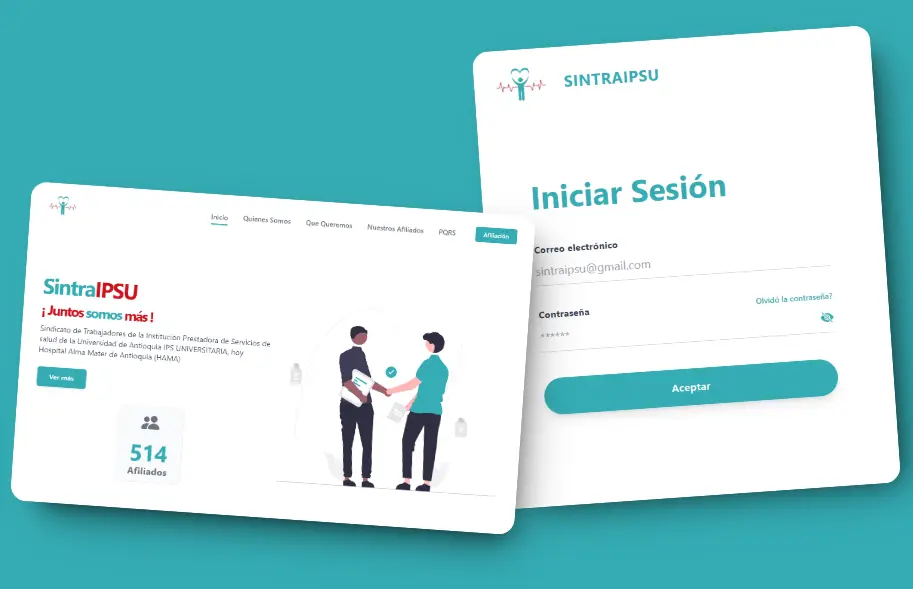 Inicio
Quienes Somos
Que Queremos
Nuestros Afiliados
PQRS
Afiliación
SintraIPSU
¡ Juntos somos más !
Sindicato de Trabajadores de la Institución Prestadora de Servicios de
salud de la Universidad de Antioquia IPS UNIVERSITARIA, hoy
Hospital Alma Mater de Antioquia (HAMA)
Ver más
514
Afiliados
SINTRAIPSU
Iniciar Sesión
Correo electrónico
sintraipsu@gmail.com
Contraseña
Olvidó la contraseña?
******
Aceptar